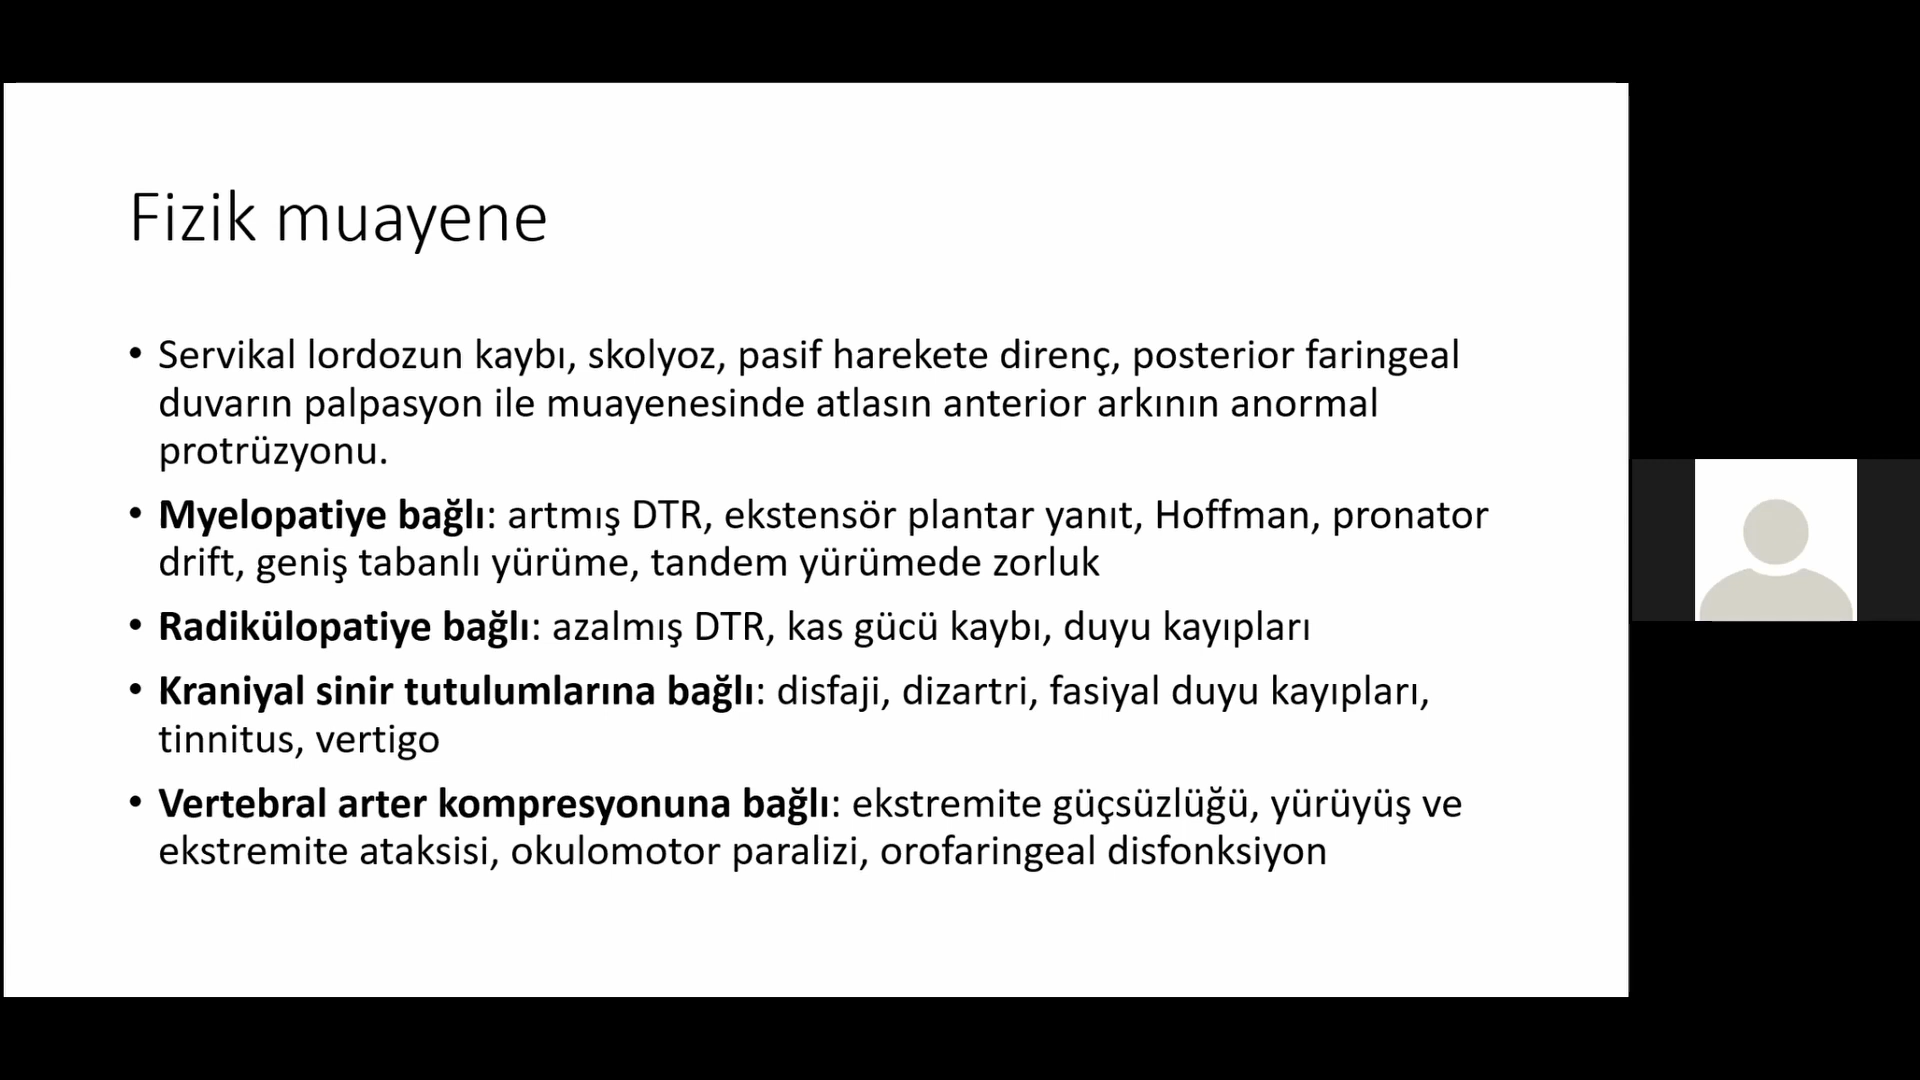 Fizik muayene
• Servikal lordozun kaybı, skolyoz, pasif harekete direnç, posterior faringeal
duvarın palpasyon ile muayenesinde atlasın anterior arkının anormal
protrüzyonu.
• Myelopatiye bağlı: artmış DTR, ekstensör plantar yanıt, Hoffman, pronator
drift, geniş tabanlı yürüme, tandem yürümede zorluk
• Radikülopatiye bağlı: azalmış DTR, kas gücü kaybı, duyu kayıpları
• Kraniyal sinir tutulumlarına bağlı: disfaji, dizartri, fasiyal duyu kayıpları,
tinnitus, vertigo
• Vertebral arter kompresyonuna bağlı: ekstremite güçsüzlüğü, yürüyüş ve
ekstremite ataksisi, okulomotor paralizi, orofaringeal disfonksiyon